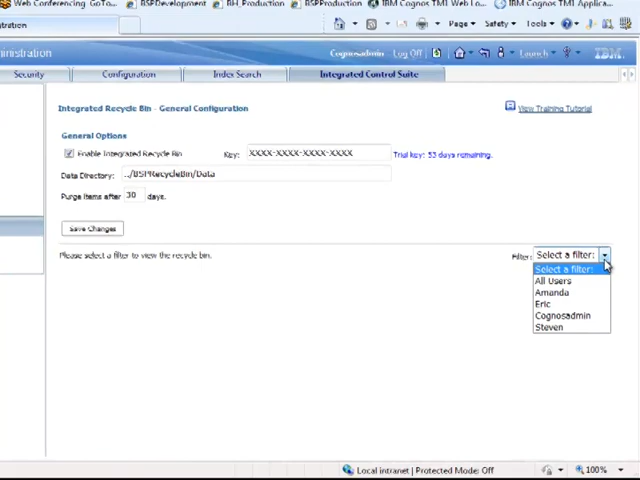 Web Conferencing GoTo... BSPDevelopment BH_Production BSPProduction IBM Cognos TM1 Web Lo... IBM Cognos TM1 Applica...
nistration
Page Safety Tools
ministration Cognosadmin Log Off Launch IBM
Security Configuration Index Search Integrated Control Suite
Integrated Recycle Bin - General Configuration View Training Tutorial
General Options
Enable Integrated Recycle Bin Key: XXXX-XXXX-XXXX-XXXX Trial key: 53 days remaining.
Data Directory: ../BSPRecycleBin/Data
Purge items after 30 days.
Save Changes
Please select a filter to view the recycle bin. Filter: Select a filter:
Select a filter:
All Users
Amanda
Eric
Cognosadmin
Steven
Local intranet | Protected Mode: Off 100%